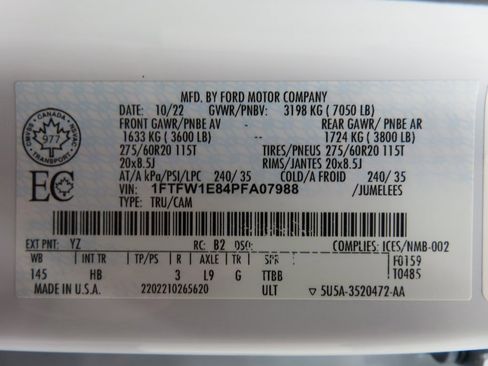 MFD. BY FORD MOTOR COMPANY
DATE: 10/22 GVWR/PNBV: 3198 KG (7050 LB)
FRONT GAWR/PNBE AV REAR GAWR/PNBE AR
1633 KG (3600 LB) 1724 KG (3800 LB)
275/60R20 115T TIRES/PNEUS 275/60R20 115T
20x8.5J RIMS/JANTES 20x8.5J
AT/A kPa/PSI/LPC 240/ 35 COLD/A FROID 240/ 35
VIN: 1FTFW1E84PFA07988 /JUMELEES
TYPE: TRU/CAM
CANADA
TRANSPORT
977
EC
EXT PNT: YZ RC: B2 DSO: COMPLIES: ICES/NMB-002
WB INT TR TP/PS R AXLE TR SPR F0159
145 HB 3 L9 G TTBB T0485
MADE IN U.S.A. 2202210265620 ULT ▽ 5U5A-3520472-AA